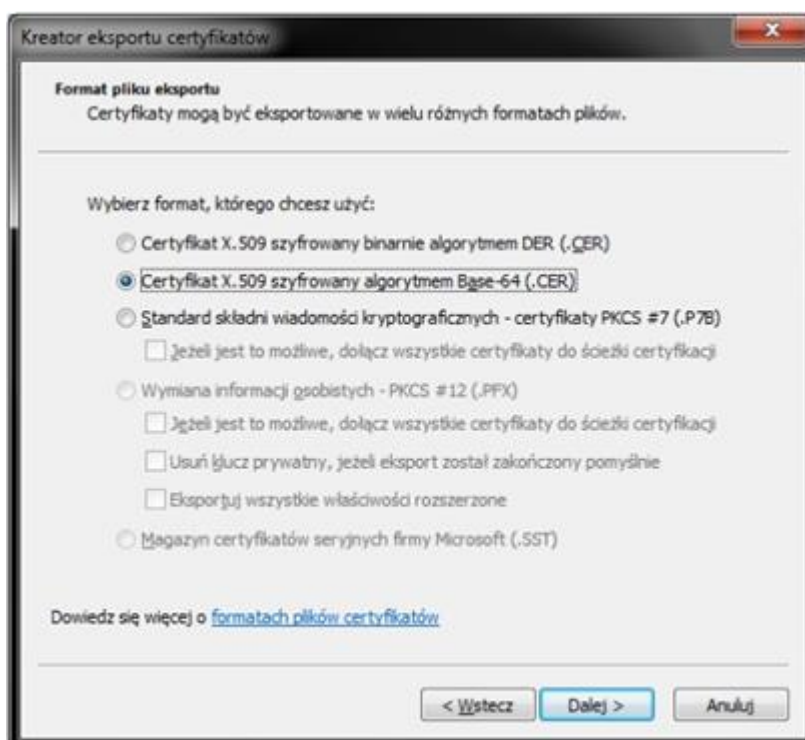 Kreator eksportu certyfikatów
Format pliku eksportu
Certyfikaty mogą być eksportowane w wielu różnych formatach plików.
Wybierz format, którego chcesz użyć:
Certyfikat X.509 szyfrowany binarnie algorytmem DER (.CER)
Certyfikat X.509 szyfrowany algorytmem Base-64 (.CER)
Standard składni wiadomości kryptograficznych - certyfikaty PKCS #7 (.P7B)
Jeżeli jest to możliwe, dołącz wszystkie certyfikaty do ścieżki certyfikacji
Wymiana informacji osobistych - PKCS #12 (.PFX)
Jeżeli jest to możliwe, dołącz wszystkie certyfikaty do ścieżki certyfikacji
Usuń klucz prywatny, jeżeli eksport został zakończony pomyślnie
Eksportuj wszystkie właściwości rozszerzone
Magazyn certyfikatów seryjnych firmy Microsoft (.SST)
Dowiedz się więcej o formatach plików certyfikatów
< Wstecz Dalej > Anuluj